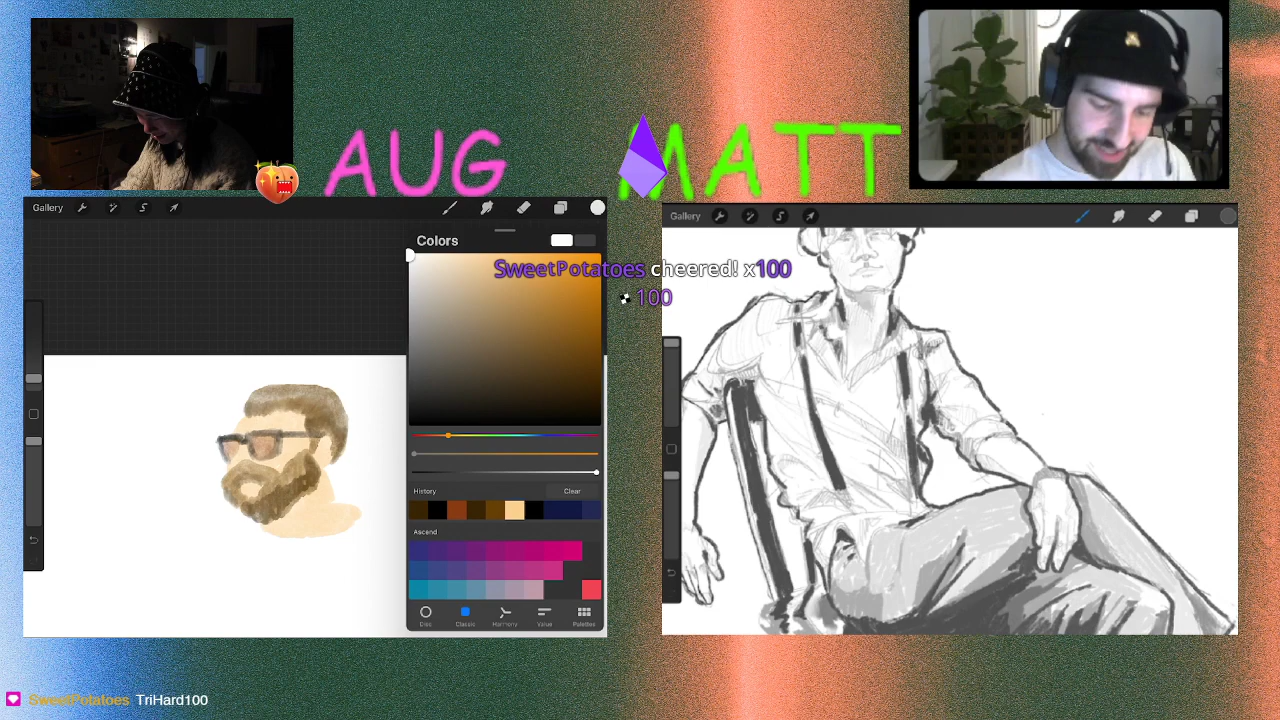 AUG
MATT
Gallery
Colors
SweetPotatoes cheered! x100
100
History
Clear
Ascend
Disc
Classic
Harmony
Value
Palettes
Gallery
SweetPotatoes TriHard100